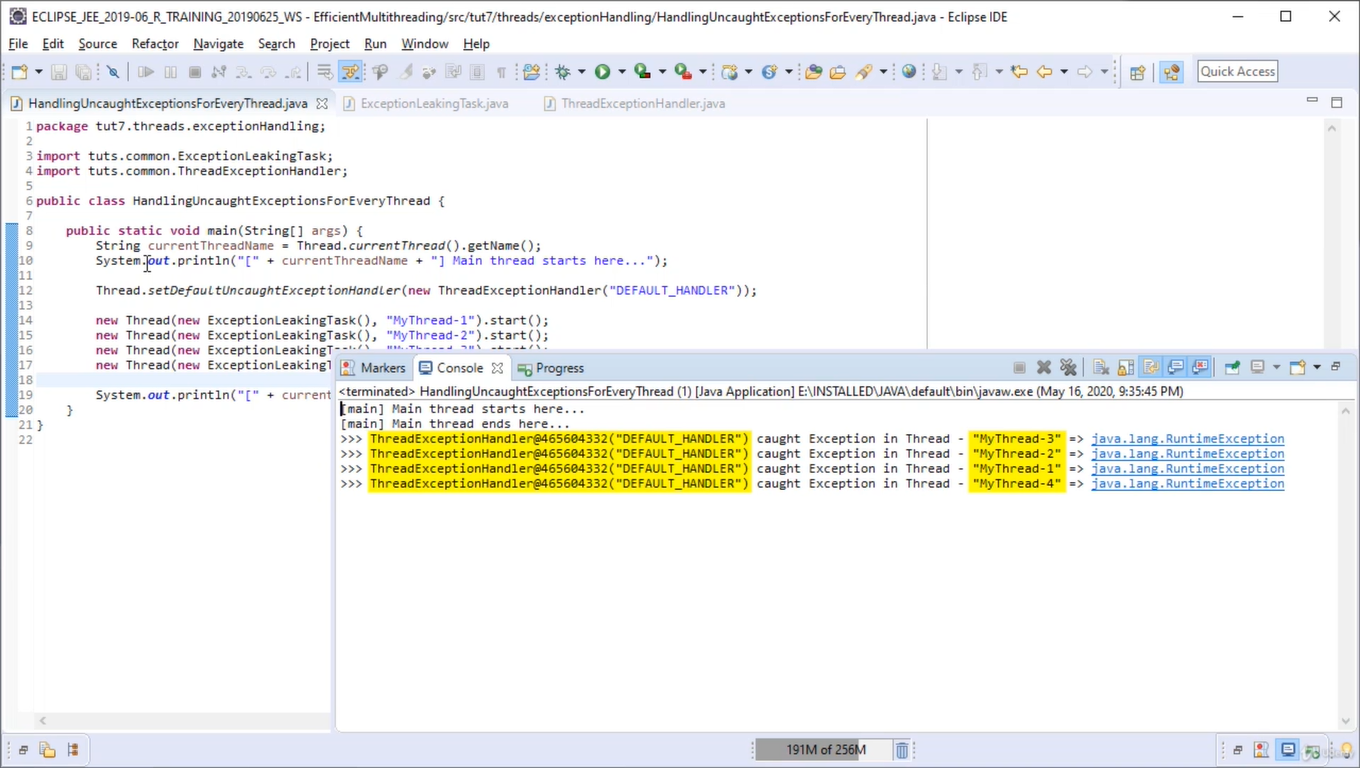 ECLIPSE_JEE_2019-06_R_TRAINING_20190625_WS - EfficientMultithreading/src/tut7/threads/exceptionHandling/HandlingUncaughtExceptionsForEveryThread.java - Eclipse IDE
File Edit Source Refactor Navigate Search Project Run Window Help
Quick Access
HandlingUncaughtExceptionsForEveryThread.java ExceptionLeakingTask.java ThreadExceptionHandler.java
1 package tut7.threads.exceptionHandling;
2
3 import tuts.common.ExceptionLeakingTask;
4 import tuts.common.ThreadExceptionHandler;
5
6 public class HandlingUncaughtExceptionsForEveryThread {
7
8 public static void main(String[] args) {
9 String currentThreadName = Thread.currentThread().getName();
10 System.out.println("[" + currentThreadName + "] Main thread starts here...");
11
12 Thread.setDefaultUncaughtExceptionHandler(new ThreadExceptionHandler("DEFAULT_HANDLER"));
13
14 new Thread(new ExceptionLeakingTask(), "MyThread-1").start();
15 new Thread(new ExceptionLeakingTask(), "MyThread-2").start();
16 new Thread(new ExceptionLeakingT
17 new Thread(new ExceptionLeakingT
18
19 System.out.println("[" + current
20 }
21 }
22
Markers Console Progress
<terminated> HandlingUncaughtExceptionsForEveryThread (1) [Java Application] E:\INSTALLED\JAVA\default\bin\javaw.exe (May 16, 2020, 9:35:45 PM)
[main] Main thread starts here...
[main] Main thread ends here...
>>> ThreadExceptionHandler@465604332("DEFAULT_HANDLER") caught Exception in Thread - "MyThread-3" => java.lang.RuntimeException
>>> ThreadExceptionHandler@465604332("DEFAULT_HANDLER") caught Exception in Thread - "MyThread-2" => java.lang.RuntimeException
>>> ThreadExceptionHandler@465604332("DEFAULT_HANDLER") caught Exception in Thread - "MyThread-1" => java.lang.RuntimeException
>>> ThreadExceptionHandler@465604332("DEFAULT_HANDLER") caught Exception in Thread - "MyThread-4" => java.lang.RuntimeException
191M of 256M